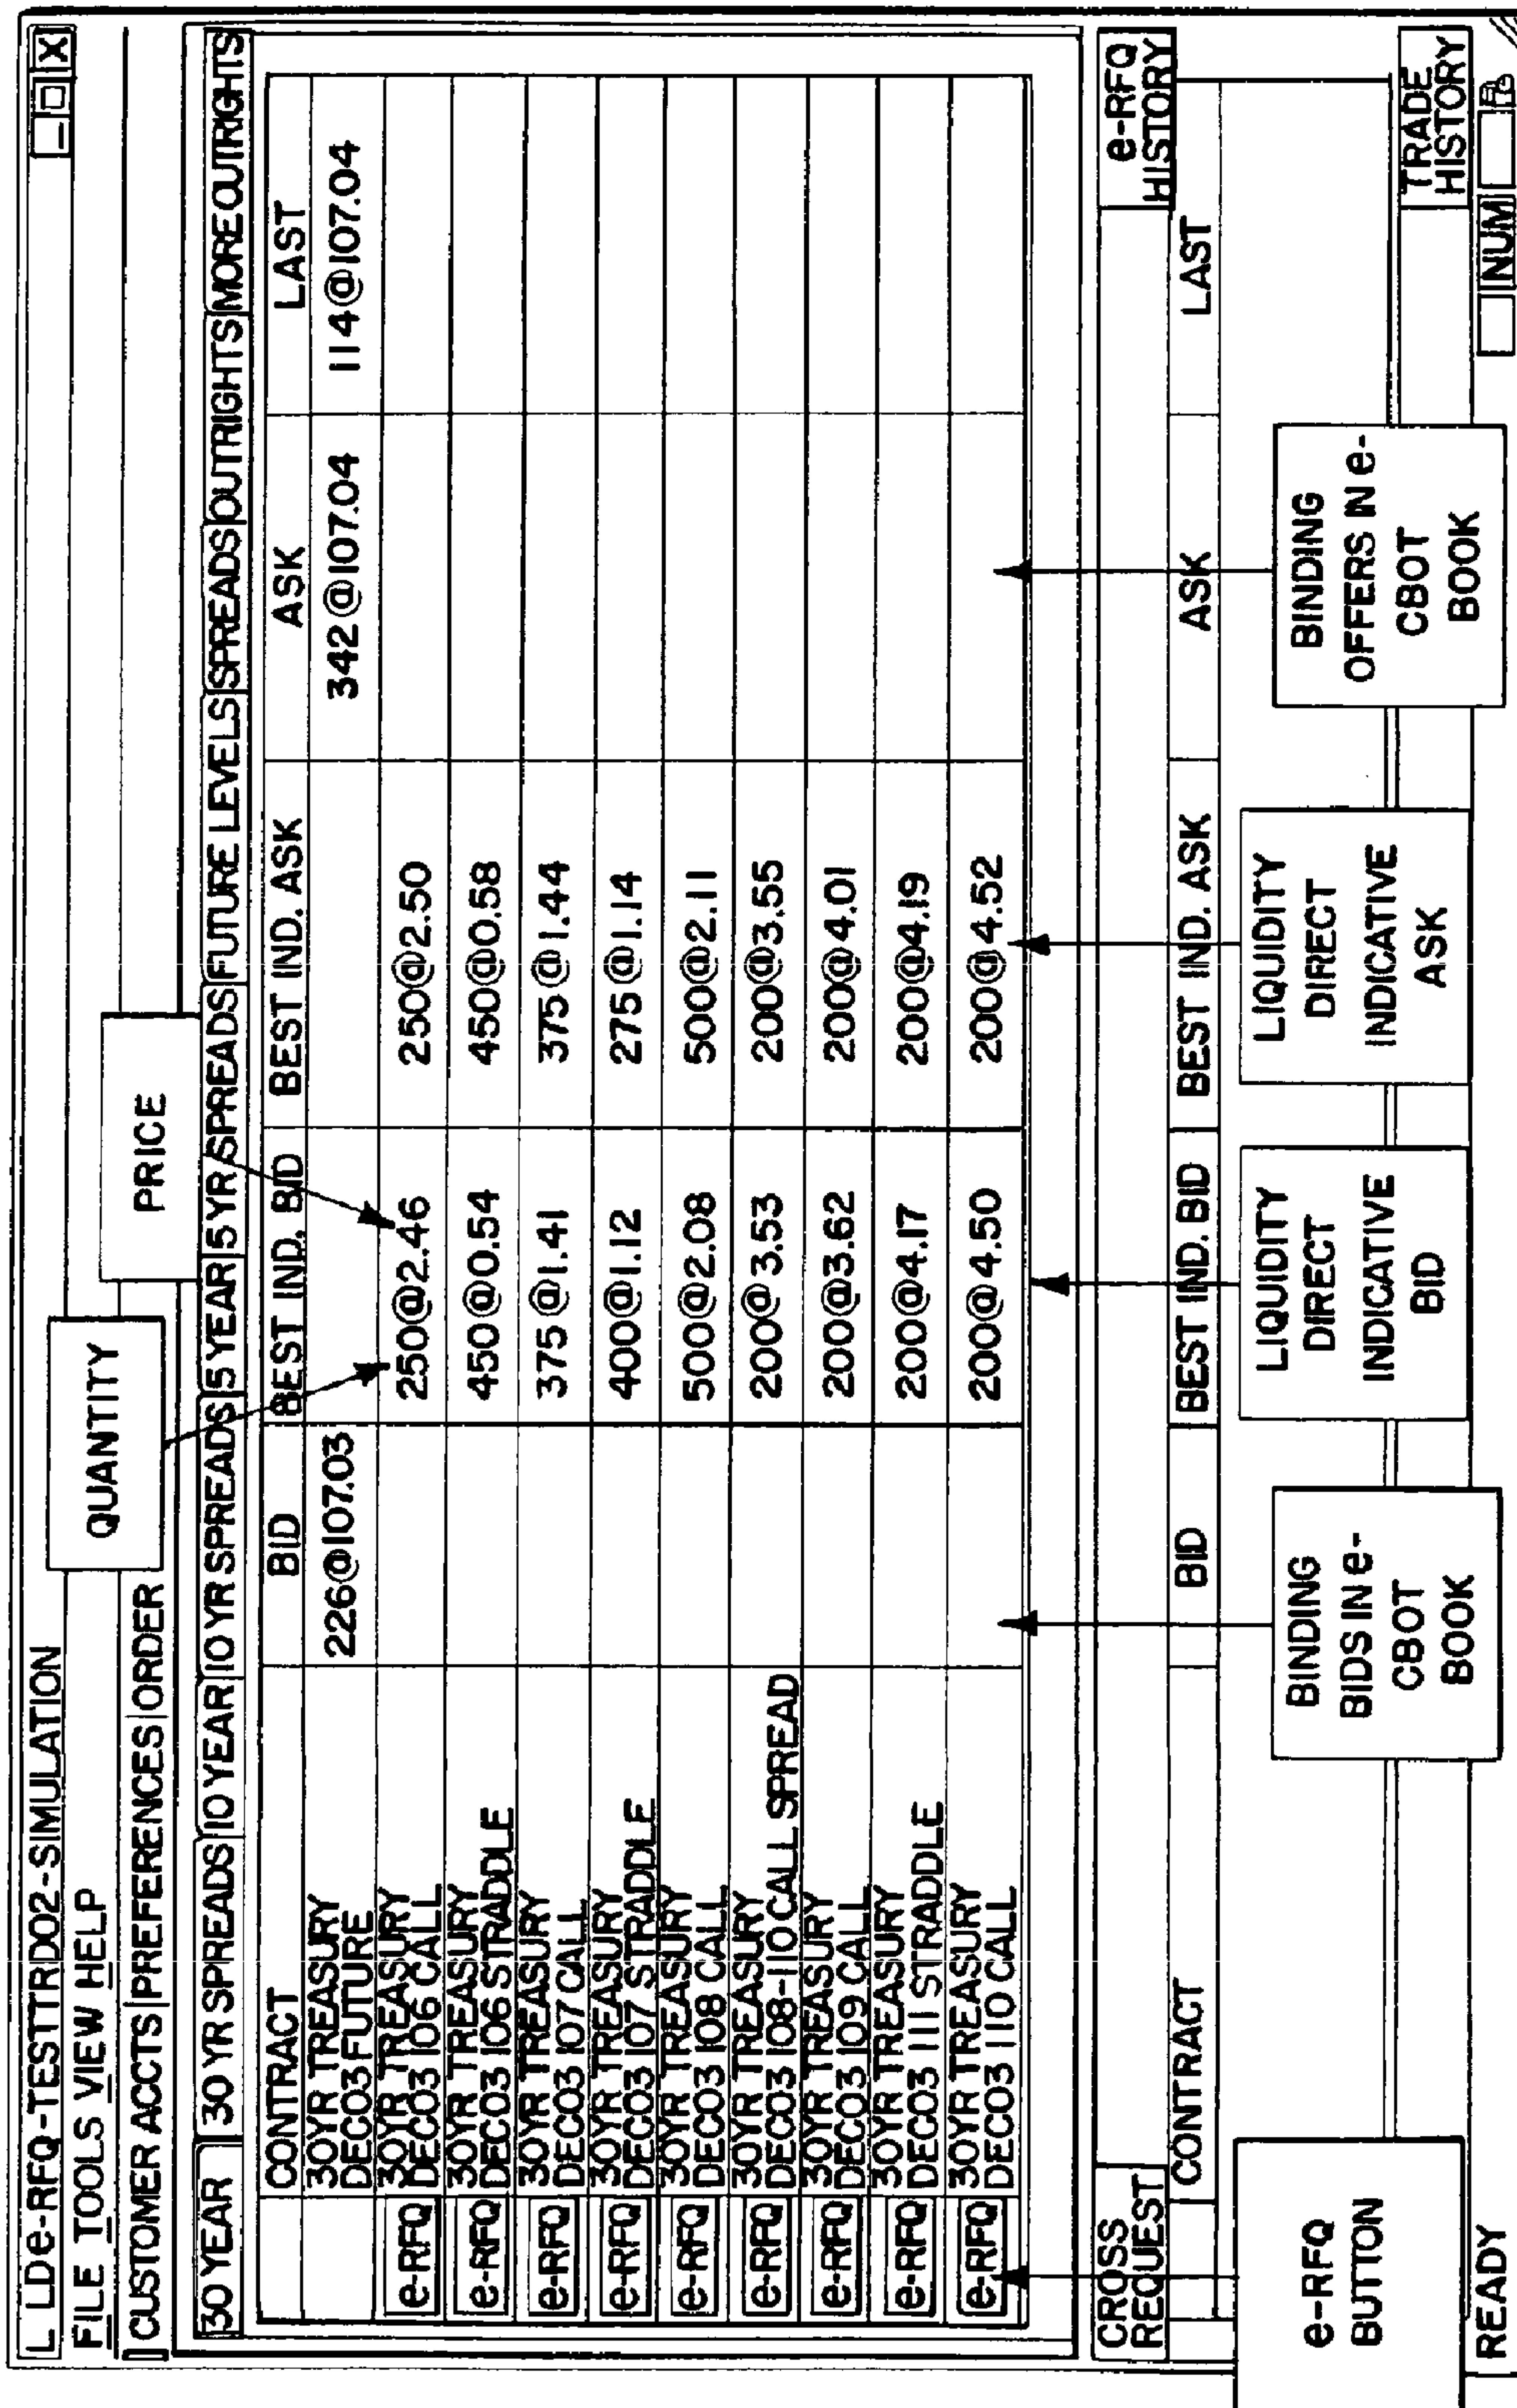 L LDe-RFQ-TESTTRD02-SIMULATION _ □ X
FILE TOOLS VIEW HELP
QUANTITY
PRICE
CUSTOMER ACCTS PREFERENCES ORDER
30 YEAR 30 YR SPREADS 10 YEAR 10 YR SPREADS 5 YEAR 5 YR SPREADS FUTURE LEVELS SPREADS OUTRIGHTS MORE OUTRIGHTS
CONTRACT BID BEST IND. BID BEST IND. ASK ASK LAST
30YR TREASURY
DEC03 FUTURE 226@107.03 342@107.04 114@107.04
e-RFQ 30YR TREASURY
DEC03 106 CALL 250@2.46 250@2.50
e-RFQ 30YR TREASURY
DEC03 106 STRADDLE 450@0.54 450@0.58
e-RFQ 30YR TREASURY
DEC03 107 CALL 375@1.41 375@1.44
e-RFQ 30YR TREASURY
DEC03 107 STRADDLE 400@1.12 275@1.14
e-RFQ 30YR TREASURY
DEC03 108 CALL 500@2.08 500@2.11
e-RFQ 30YR TREASURY
DEC03 108-110 CALL SPREAD 200@3.53 200@3.55
e-RFQ 30YR TREASURY
DEC03 109 CALL 200@3.62 200@4.01
e-RFQ 30YR TREASURY
DEC03 111 STRADDLE 200@4.17 200@4.19
e-RFQ 30YR TREASURY
DEC03 110 CALL 200@4.50 200@4.52
CROSS
REQUEST
e-RFQ
HISTORY
CONTRACT BID BEST IND. BID BEST IND. ASK ASK LAST
e-RFQ
BUTTON
BINDING
BIDS IN e-
CBOT
BOOK
LIQUIDITY
DIRECT
INDICATIVE
BID
LIQUIDITY
DIRECT
INDICATIVE
ASK
BINDING
OFFERS IN e-
CBOT
BOOK
TRADE
HISTORY
READY NUM